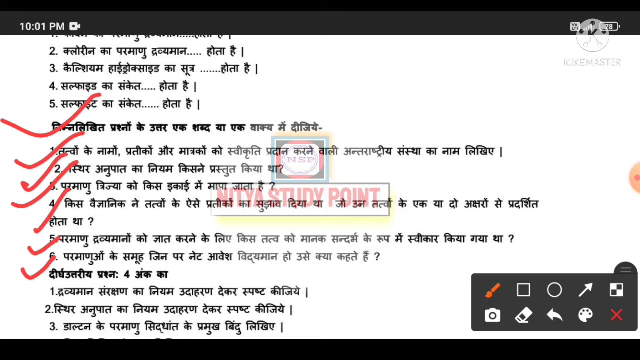 10:01 PM
28
KIKEMASTER
2. क्लोरीन का परमाणु द्रव्यमान..... होता है |
3. कैल्शियम हाईड्रोक्साइड का सूत्र .......होता है |
4. सल्फाइड का संकेत..... होता है |
5. सल्फाइट का संकेत...... होता है |
निम्नलिखित प्रश्नों के उत्तर एक शब्द या एक वाक्य में दीजिये-
1.तत्वों के नामों, प्रतीकों और मात्रकों को स्वीकृति प्रदान करने वाली अन्तराष्ट्रीय संस्था का नाम लिखिए |
2. स्थिर अनुपात का नियम किसने प्रस्तुत किया था?
NSP
3. परमाणु त्रिज्या को किस इकाई में मापा जाता है ?
NITYA STUDY POINT
4. किस वैज्ञानिक ने तत्वों के ऐसे प्रतीकों का सुझाव दिया था जो उन तत्वों के एक या दो अक्षरों से प्रदर्शित
होता था ?
5.परमाणु द्रव्यमानों को ज्ञात करने के लिए किस तत्व को मानक सन्दर्भ के रूप में स्वीकार किया गया था ?
6. परमाणुओं के समूह जिन पर नेट आवेश विद्यमान हो उसे क्या कहते हैं ?
दीर्घउत्तरीय प्रश्न: 4 अंक का
1.द्रव्यमान संरक्षण का नियम उदाहरण देकर स्पष्ट कीजिये |
2.स्थिर अनुपात का नियम उदाहरण देकर स्पष्ट कीजिये |
3. डाल्टन के परमाणु सिद्धांत के प्रमुख बिंदु लिखिए |